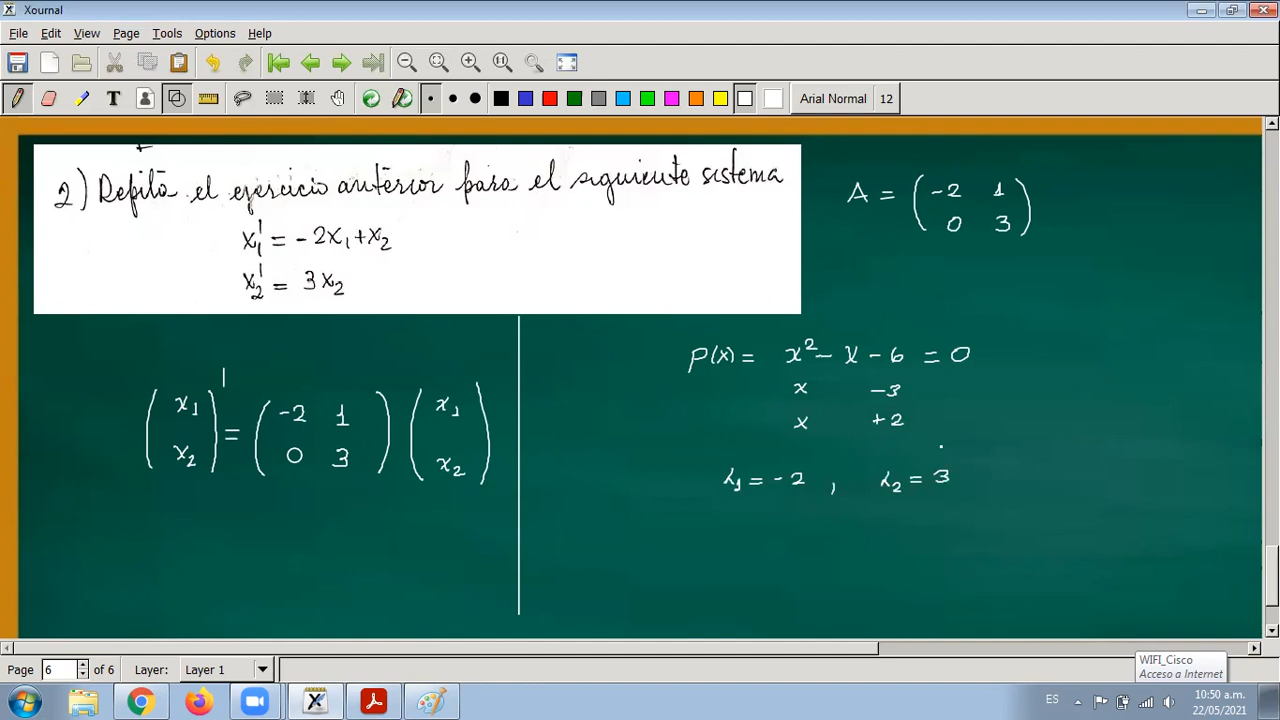 Xournal
File Edit View Page Tools Options Help
Arial Normal 12
2) Repita el ejercicio anterior para el siguiente sistema
x₁' = -2x₁+x₂
x₂' = 3x₂
A = (-2 1
0 3)
P(x) = x² - x - 6 = 0
x -3
x +2
λ₁ = -2 , λ₂ = 3
(x₁ x₂)' = (-2 1
0 3) (x₁ x₂)
Page 6 of 6 Layer: Layer 1
WIFI_Cisco
Acceso a Internet
ES 10:50 a.m.
22/05/2021